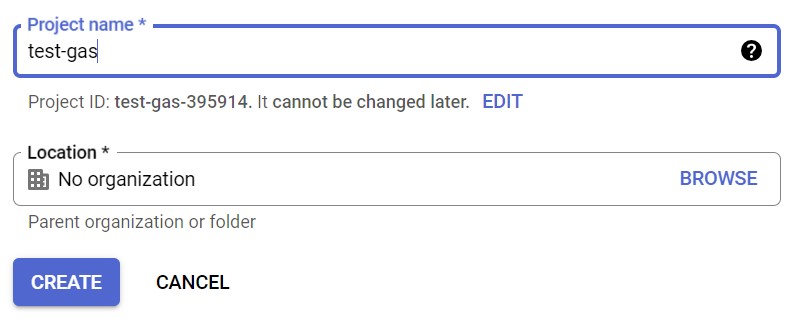 Project name *
test-gas
Project ID: test-gas-395914. It cannot be changed later. EDIT
Location *
No organization BROWSE
Parent organization or folder
CREATE CANCEL